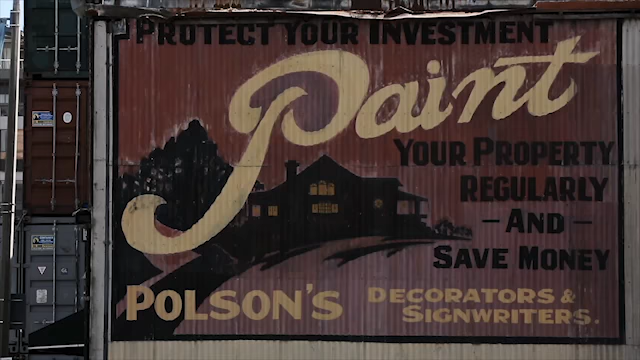 PROTECT YOUR INVESTMENT
Paint
YOUR PROPERTY
REGULARLY
- AND -
SAVE MONEY
POLSON'S DECORATORS &
SIGNWRITERS.